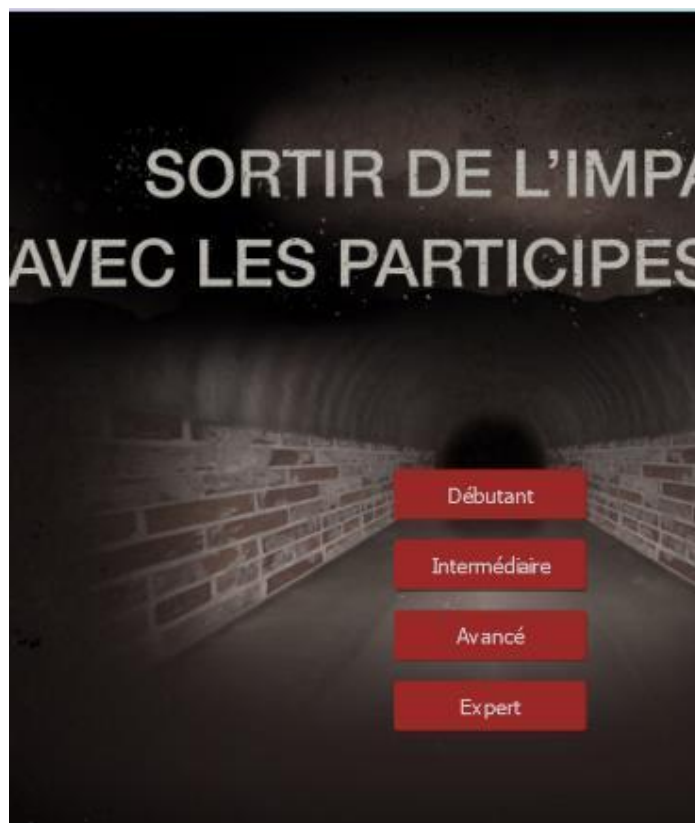 SORTIR DE L’IMPA
AVEC LES PARTICIPES
Débutant
Intermédiaire
Avancé
Expert